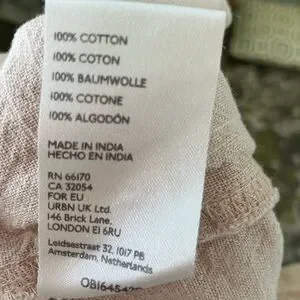 100% COTTON
100% COTON
100% BAUMWOLLE
100% COTONE
100% ALGODÓN
MADE IN INDIA
HECHO EN INDIA
RN 66170
CA 32054
FOR EU
URBN UK Ltd.
146 Brick Lane,
LONDON E1 6RU
Leidsestraat 32, 1017 PB
Amsterdam, Netherlands